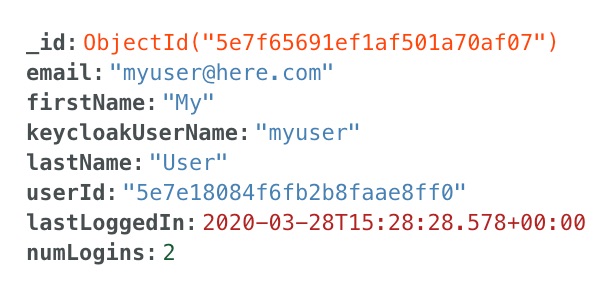 _id: ObjectId("5e7f65691ef1af501a70af07")
email: "myuser@here.com"
firstName: "My"
keycloakUserName: "myuser"
lastName: "User"
userId: "5e7e18084f6fb2b8faae8ff0"
lastLoggedIn: 2020-03-28T15:28:28.578+00:00
numLogins: 2